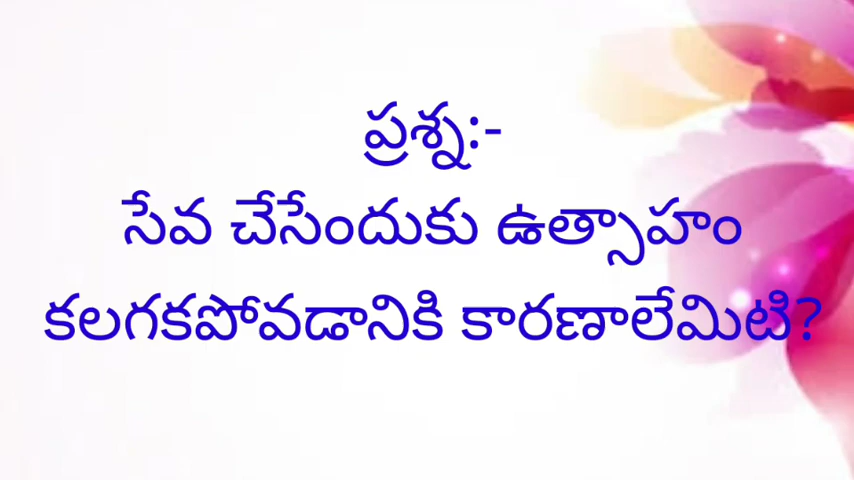 ప్రశ్న:-
సేవ చేసేందుకు ఉత్సాహం
కలగకపోవడానికి కారణాలేమిటి?